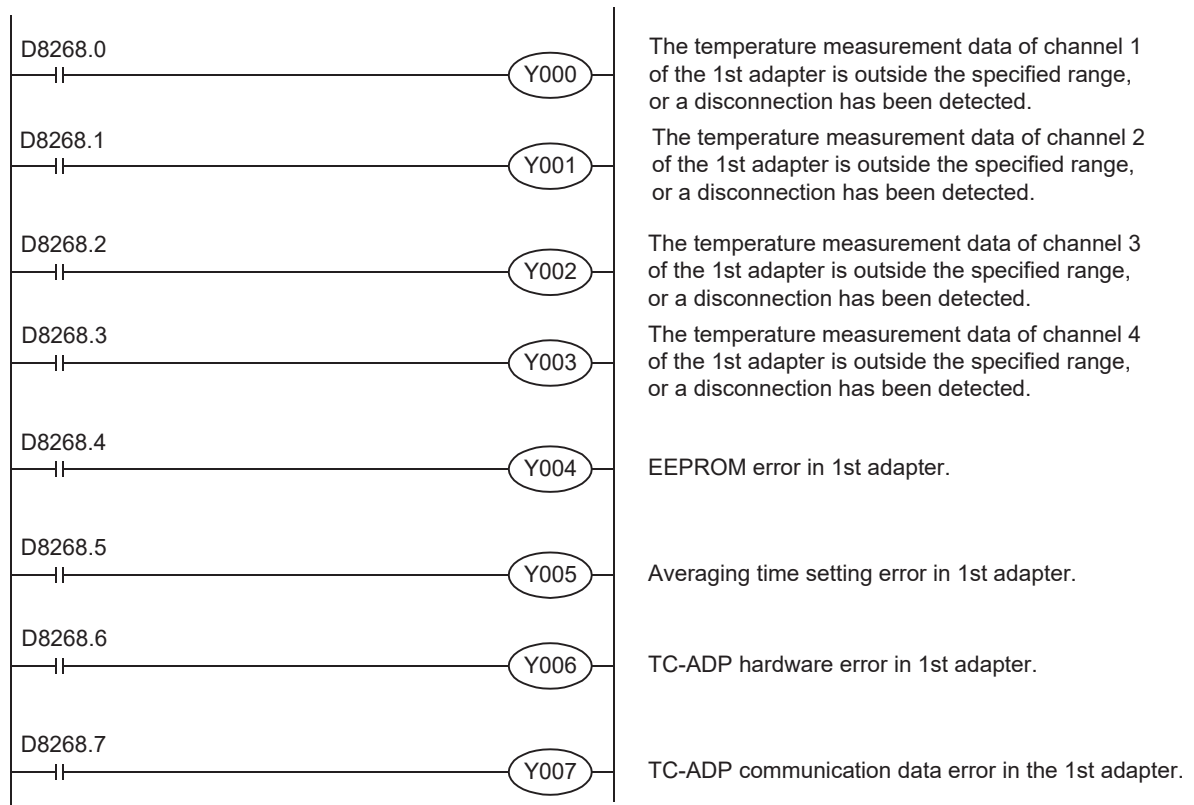 D8268.0
Y000
The temperature measurement data of channel 1
of the 1st adapter is outside the specified range,
or a disconnection has been detected.
D8268.1
Y001
The temperature measurement data of channel 2
of the 1st adapter is outside the specified range,
or a disconnection has been detected.
D8268.2
Y002
The temperature measurement data of channel 3
of the 1st adapter is outside the specified range,
or a disconnection has been detected.
D8268.3
Y003
The temperature measurement data of channel 4
of the 1st adapter is outside the specified range,
or a disconnection has been detected.
D8268.4
Y004
EEPROM error in 1st adapter.
D8268.5
Y005
Averaging time setting error in 1st adapter.
D8268.6
Y006
TC-ADP hardware error in 1st adapter.
D8268.7
Y007
TC-ADP communication data error in the 1st adapter.